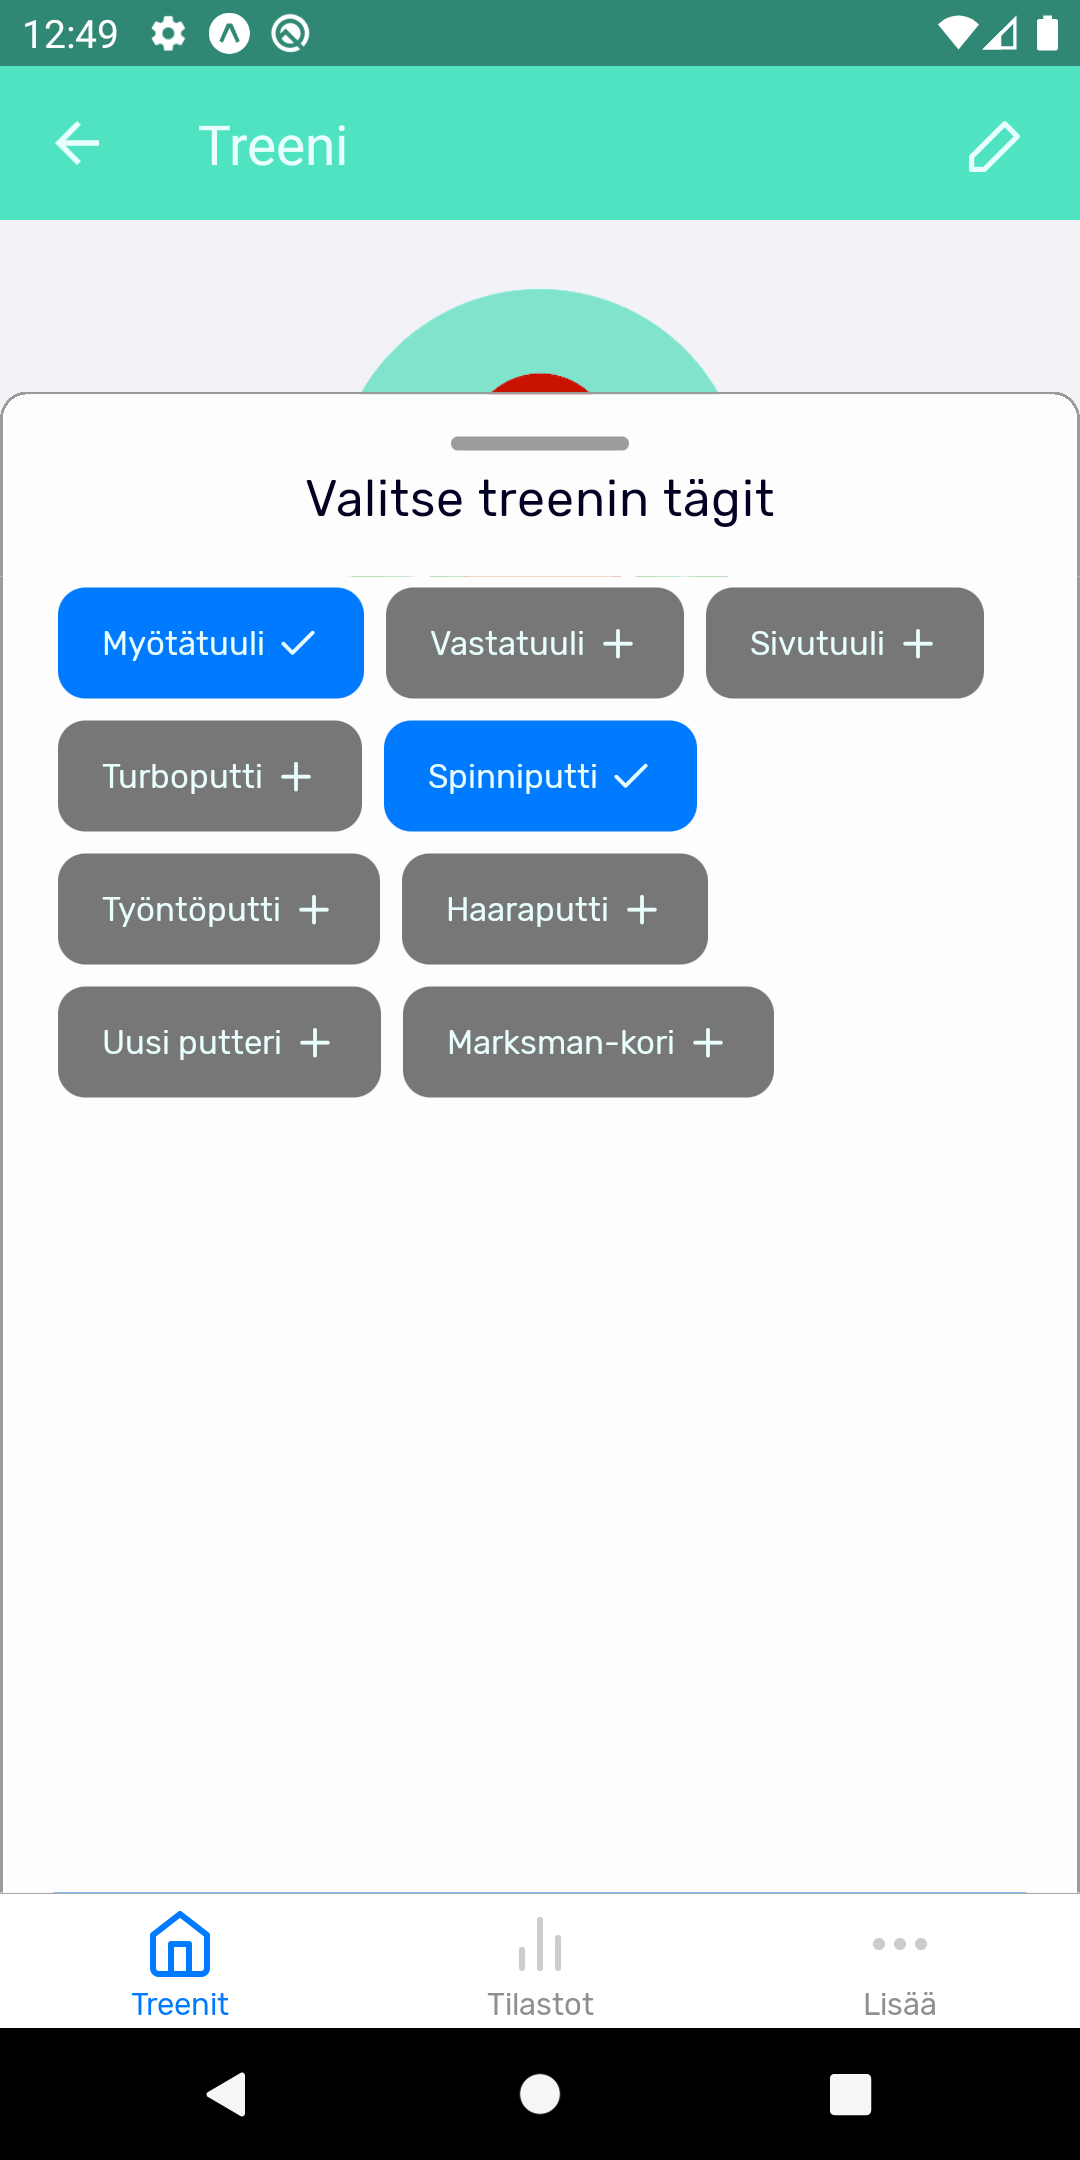 12:49
Treeni
Valitse treenin tägit
Myötätuuli Vastatuuli Sivutuuli
Turboputti Spinniputti
Työntöputti Haaraputti
Uusi putteri Marksman-kori
Treenit Tilastot Lisää